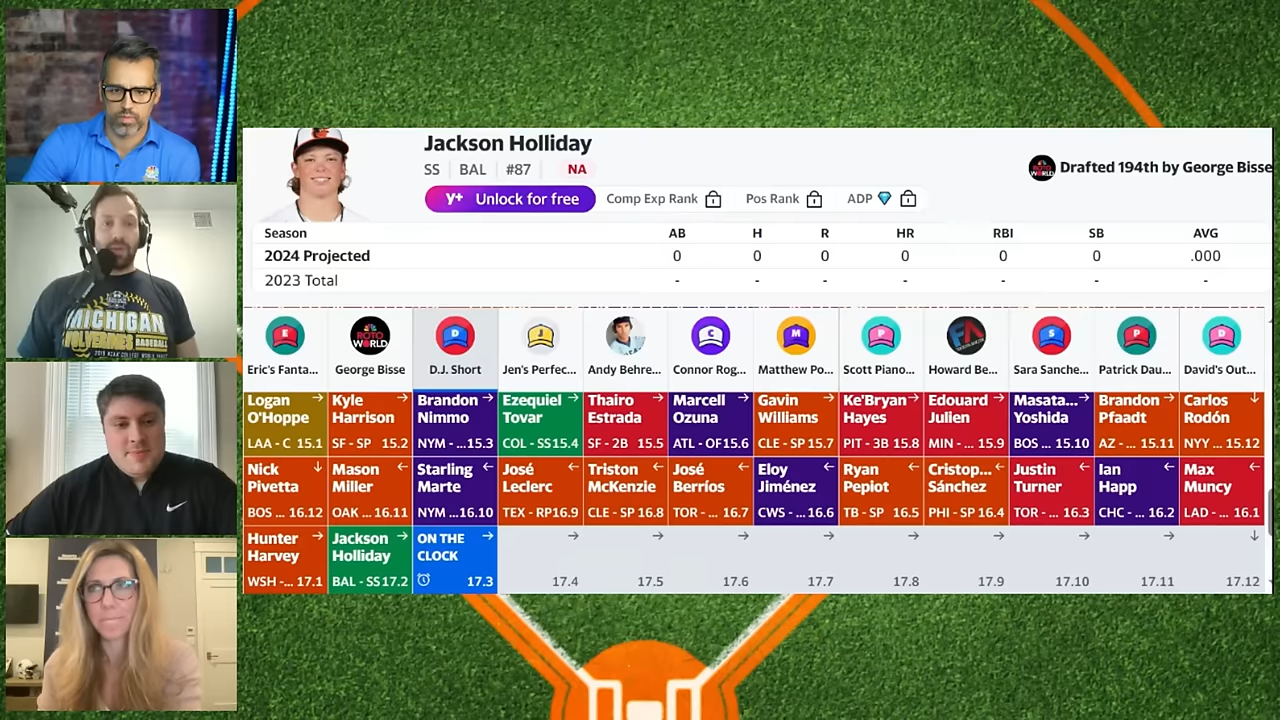 Jackson Holliday
SS BAL #87 NA
Drafted 194th by George Bisse
y+ Unlock for free Comp Exp Rank Pos Rank ADP
Season AB H R HR RBI SB AVG
2024 Projected 0 0 0 0 0 0 .000
2023 Total - - - - - - -
E ROTO WORLD D J C M P FA S P D
Eric's Fanta... George Bisse D.J. Short Jen's Perfec... Andy Behre... Connor Rog... Matthew Po... Scott Piano... Howard Be... Sara Sanche... Patrick Dau... David's Out...
Logan Kyle Brandon Ezequiel Thairo Marcell Gavin Ke'Bryan Edouard Masata... Brandon Carlos
O'Hoppe Harrison Nimmo Tovar Estrada Ozuna Williams Hayes Julien Yoshida Pfaadt Rodón
LAA - C 15.1 SF - SP 15.2 NYM - ... 15.3 COL - SS 15.4 SF - 2B 15.5 ATL - OF 15.6 CLE - SP 15.7 PIT - 3B 15.8 MIN - ... 15.9 BOS ... 15.10 AZ - ... 15.11 NYY ... 15.12
Nick Mason Starling José Triston José Eloy Ryan Cristop... Justin Ian Max
Pivetta Miller Marte Leclerc McKenzie Berríos Jiménez Pepiot Sánchez Turner Happ Muncy
BOS ... 16.12 OAK ... 16.11 NYM ... 16.10 TEX - RP 16.9 CLE - SP 16.8 TOR - ... 16.7 CWS - ... 16.6 TB - SP 16.5 PHI - SP 16.4 TOR - ... 16.3 CHC - ... 16.2 LAD - ... 16.1
Hunter Jackson ON THE
Harvey Holliday CLOCK
WSH -... 17.1 BAL - SS 17.2 17.3 17.4 17.5 17.6 17.7 17.8 17.9 17.10 17.11 17.12
MICHIGAN
WOLVERINES BASEBALL
2019 NCAA COLLEGE WORLD SERIES